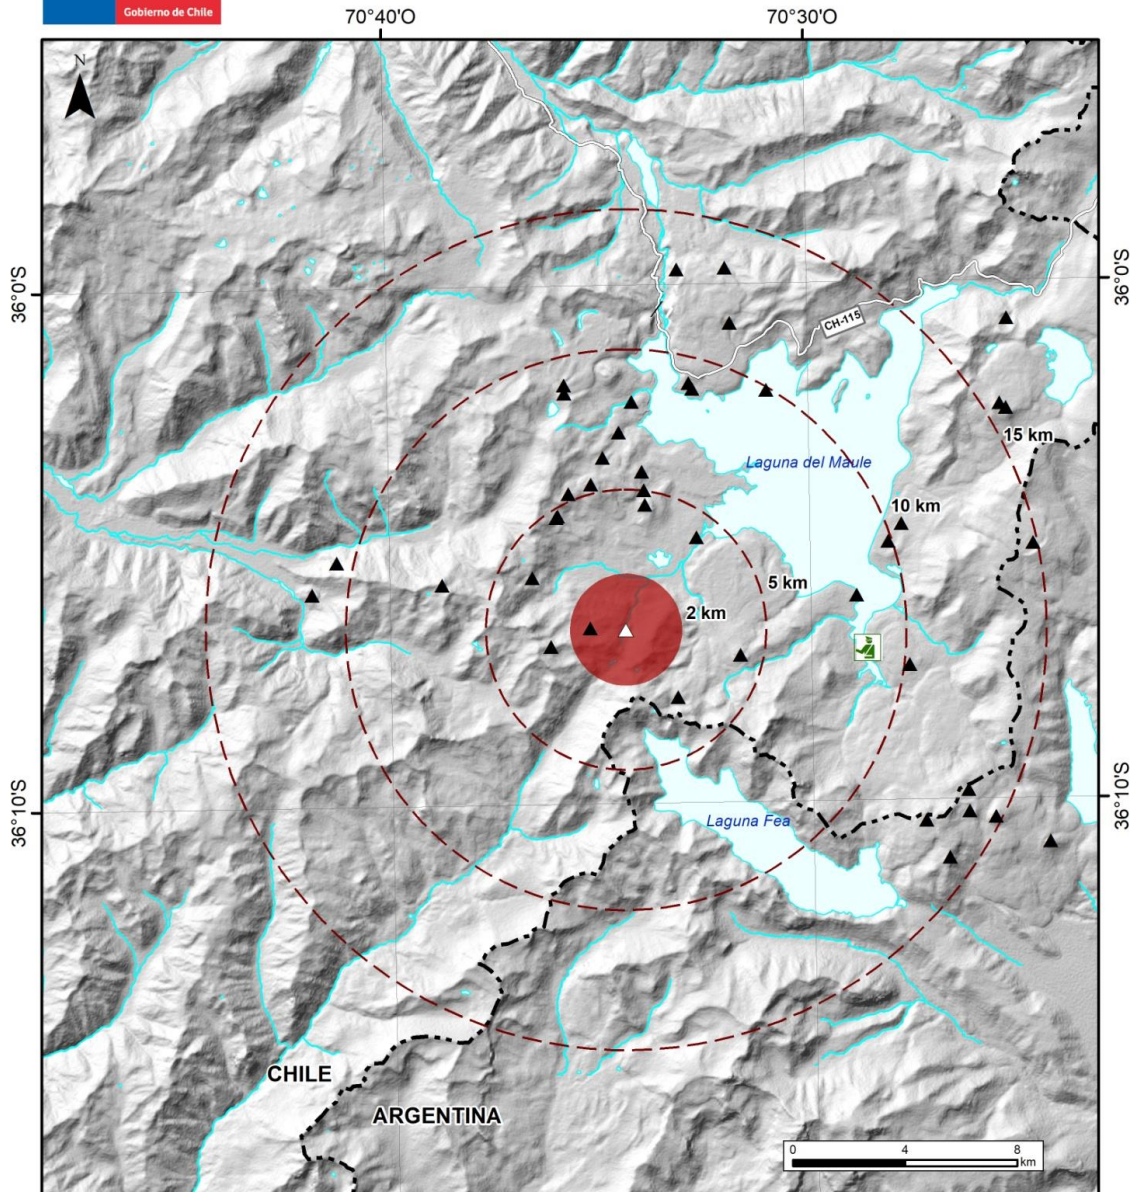 Gobierno de Chile
70°40'O
70°30'O
N
36°0'S
36°0'S
CH-115
15 km
Laguna del Maule
10 km
5 km
2 km
36°10'S
36°10'S
Laguna Fea
CHILE
ARGENTINA
0 4 8
km